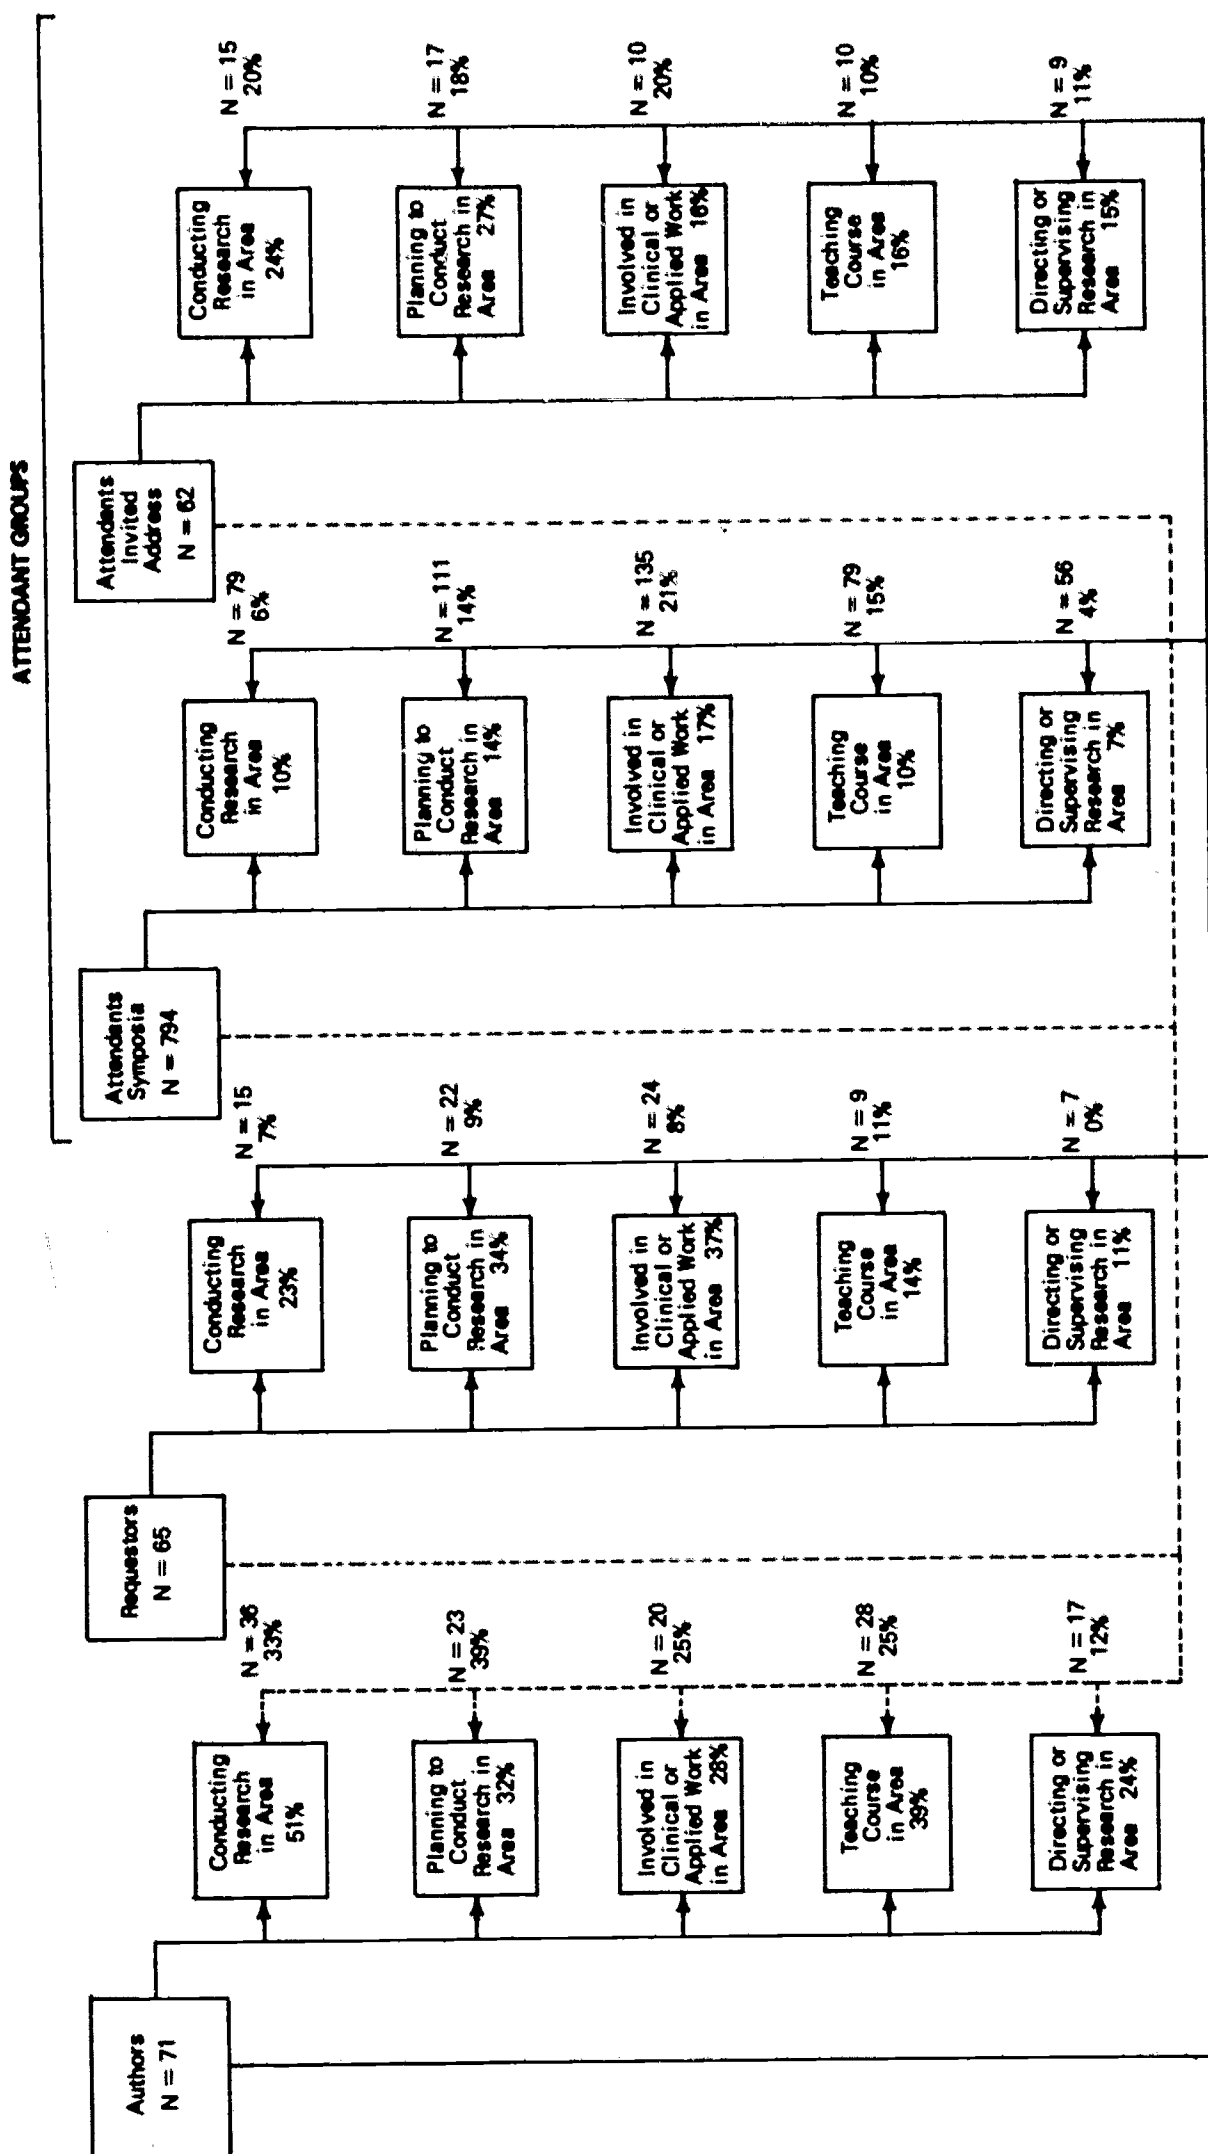 ATTENDANT GROUPS
Authors
N = 71
Conducting
Research
in Area
51%
N = 36
33%
Planning to
Conduct
Research in
Area 32%
N = 23
39%
Involved in
Clinical or
Applied Work
in Area 28%
N = 20
25%
Teaching
Course
in Area
39%
N = 28
25%
Directing or
Supervising
Research in
Area 24%
N = 17
12%
Requestors
N = 65
Conducting
Research
in Area
23%
N = 15
7%
Planning to
Conduct
Research in
Area 34%
N = 22
9%
Involved in
Clinical or
Applied Work
in Area 37%
N = 24
8%
Teaching
Course
in Area
14%
N = 9
11%
Directing or
Supervising
Research in
Area 11%
N = 7
0%
Attendants
Symposia
N = 794
Conducting
Research
in Area
10%
N = 79
6%
Planning to
Conduct
Research in
Area 14%
N = 111
14%
Involved in
Clinical or
Applied Work
in Area 17%
N = 135
21%
Teaching
Course
in Area
10%
N = 79
15%
Directing or
Supervising
Research in
Area 7%
N = 56
4%
Attendants
Invited
Address
N = 62
Conducting
Research
in Area
24%
N = 15
20%
Planning to
Conduct
Research in
Area 27%
N = 17
18%
Involved in
Clinical or
Applied Work
in Area 16%
N = 10
20%
Teaching
Course
in Area
16%
N = 10
10%
Directing or
Supervising
Research in
Area 15%
N = 9
11%